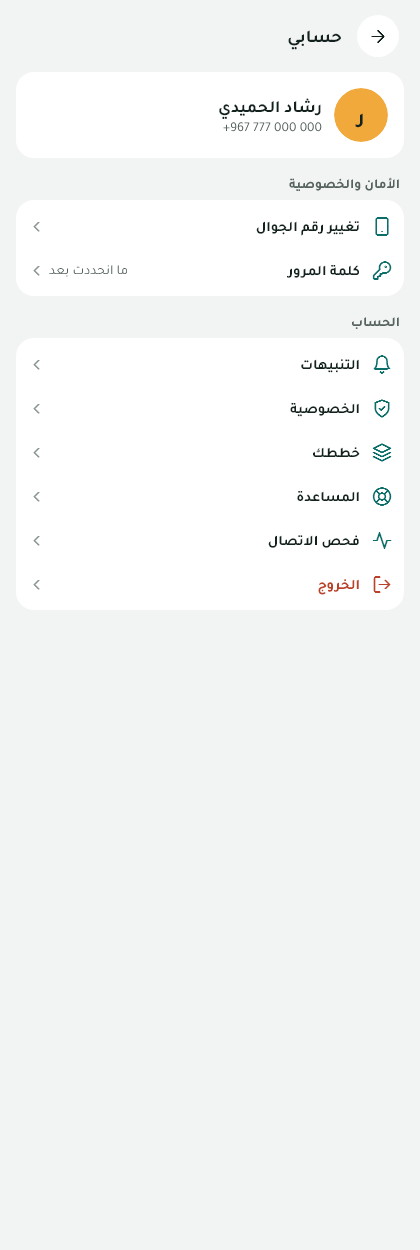 حسابي
ر
رشاد الحميدي
+967 777 000 000
الأمان والخصوصية
تغيير رقم الجوال
كلمة المرور
ما انحددت بعد
الحساب
التنبيهات
الخصوصية
خططك
المساعدة
فحص الاتصال
الخروج